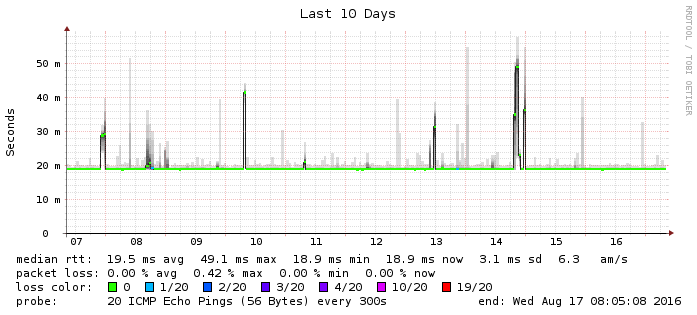 Last 10 Days
RRDTOOL / TOBI OETIKER
Seconds
50 m
40 m
30 m
20 m
10 m
0
07 08 09 10 11 12 13 14 15 16
median rtt: 19.5 ms avg 49.1 ms max 18.9 ms min 18.9 ms now 3.1 ms sd 6.3 am/s
packet loss: 0.00 % avg 0.42 % max 0.00 % min 0.00 % now
loss color: 0 1/20 2/20 3/20 4/20 10/20 19/20
probe: 20 ICMP Echo Pings (56 Bytes) every 300s end: Wed Aug 17 08:05:08 2016